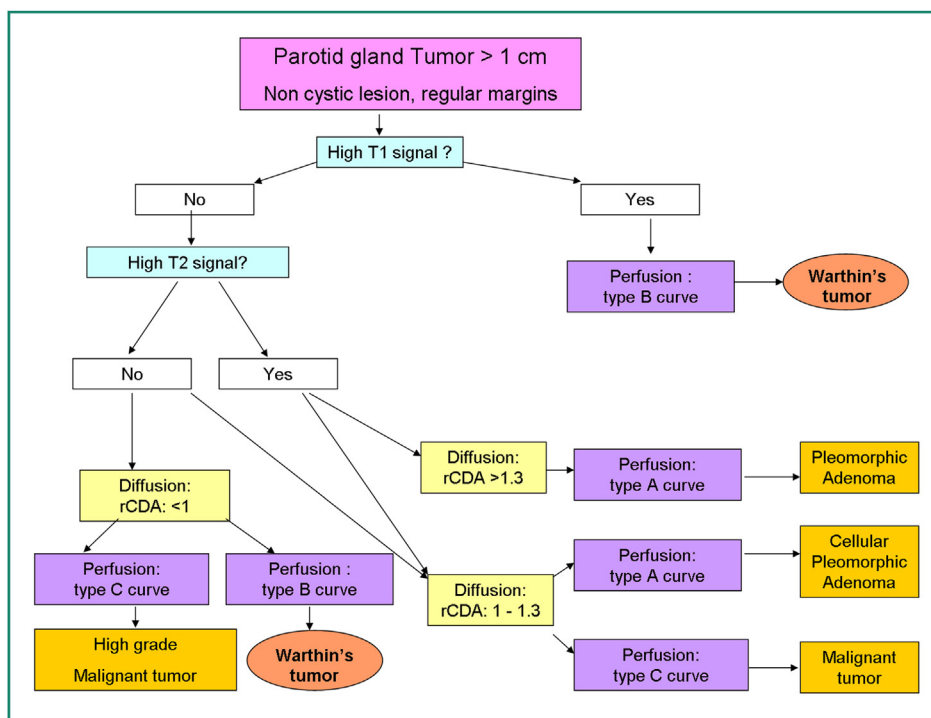 Parotid gland Tumor > 1 cm
Non cystic lesion, regular margins
High T1 signal ?
No
Yes
High T2 signal?
Perfusion :
type B curve
Warthin's
tumor
No
Yes
Diffusion:
rCDA >1.3
Perfusion:
type A curve
Pleomorphic
Adenoma
Diffusion:
rCDA: <1
Perfusion:
type C curve
Perfusion :
type B curve
Diffusion:
rCDA: 1 - 1.3
Perfusion:
type A curve
Cellular
Pleomorphic
Adenoma
High grade
Malignant tumor
Warthin's
tumor
Perfusion:
type C curve
Malignant
tumor